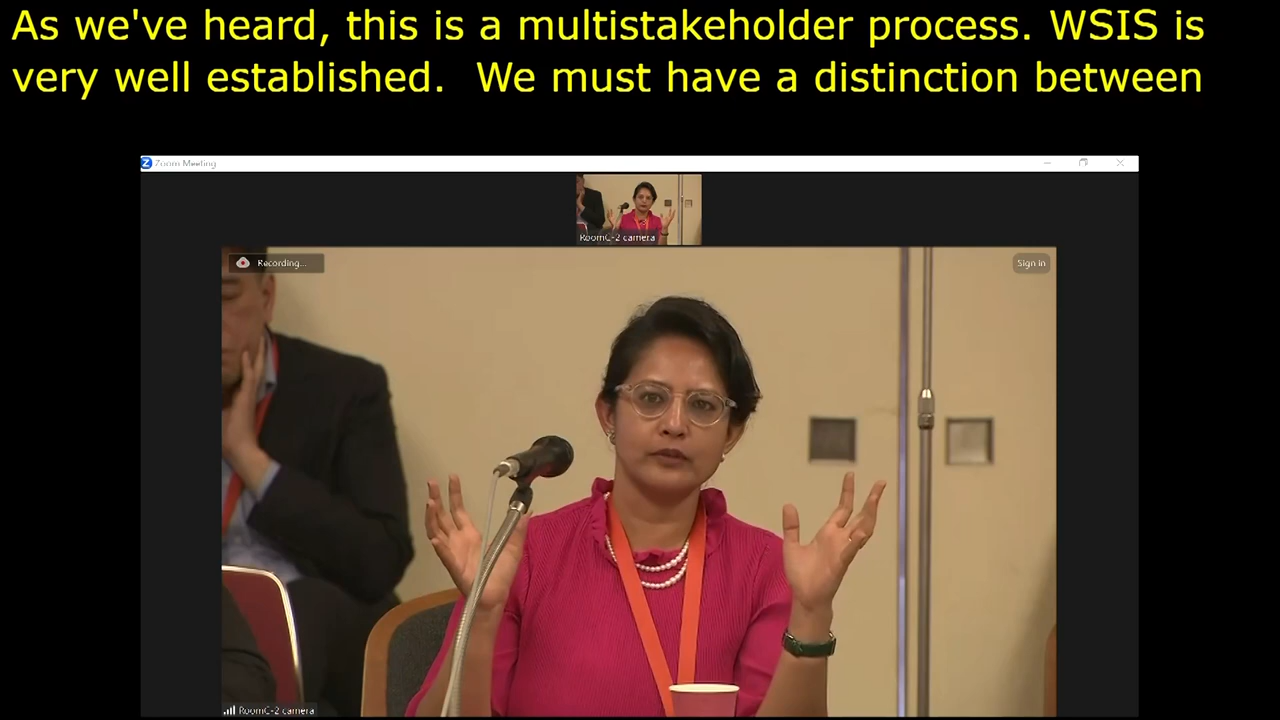 As we've heard, this is a multistakeholder process. WSIS is
very well established.  We must have a distinction between
Zoom Meeting
RoomC-2 camera
Recording...
Sign in
RoomC-2 camera